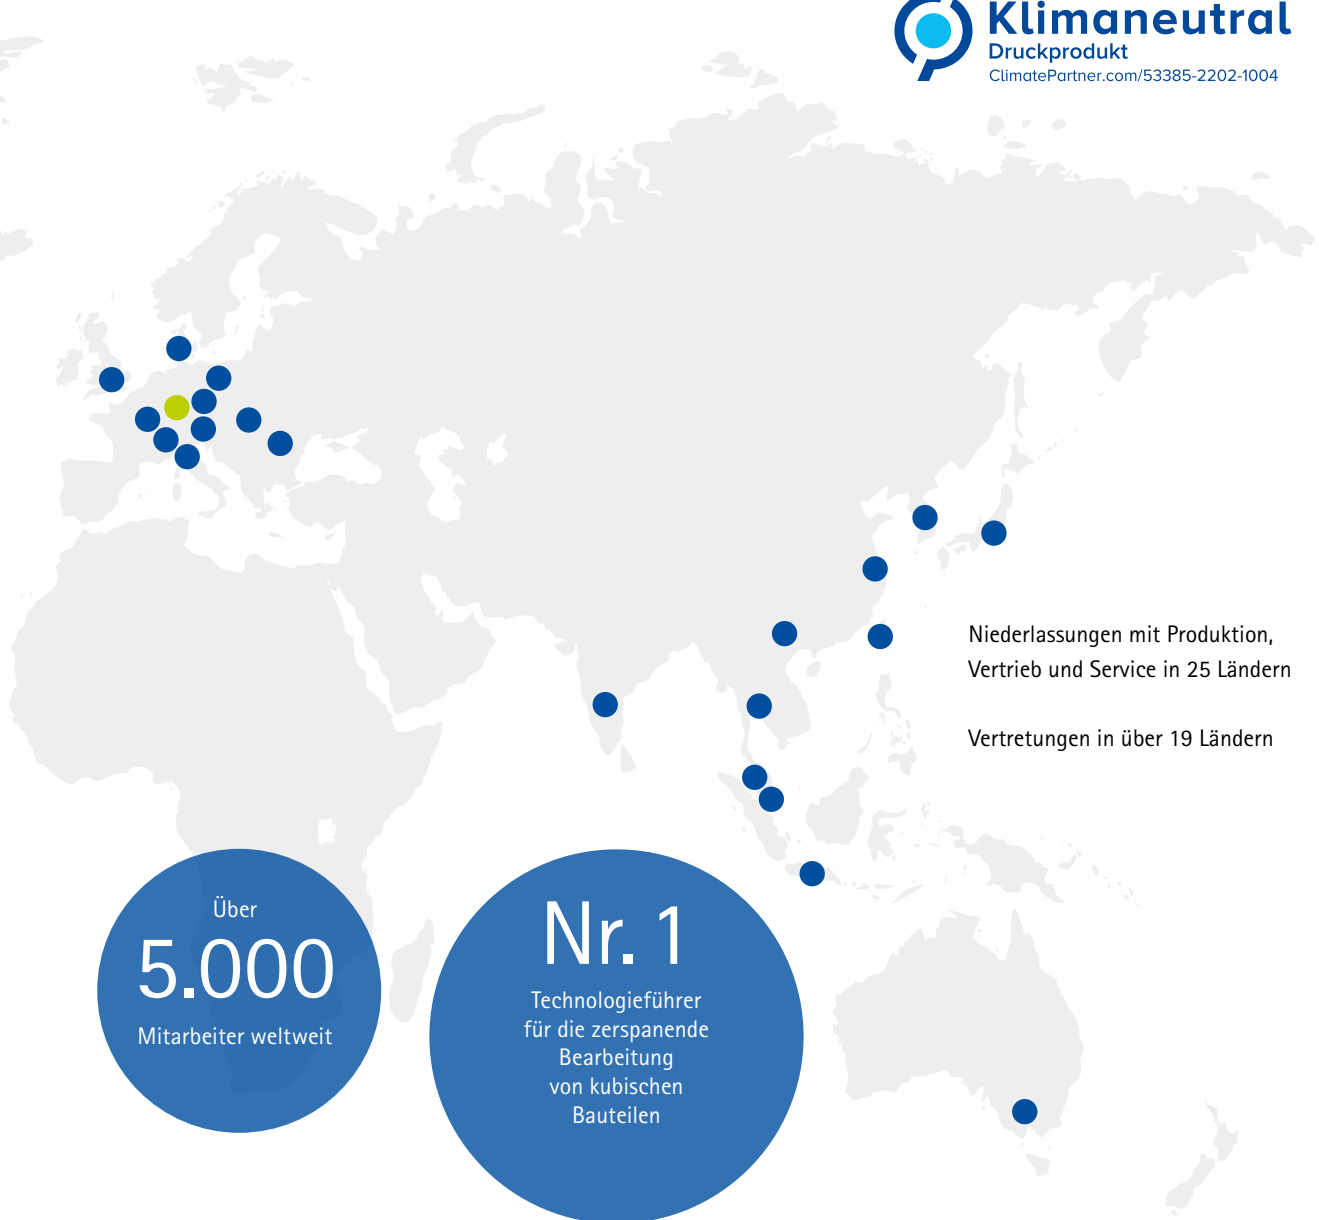 Klimaneutral
Druckprodukt
ClimatePartner.com/53385-2202-1004
Niederlassungen mit Produktion,
Vertrieb und Service in 25 Ländern
Vertretungen in über 19 Ländern
Über
5.000
Mitarbeiter weltweit
Nr. 1
Technologieführer
für die zerspanende
Bearbeitung
von kubischen
Bauteilen